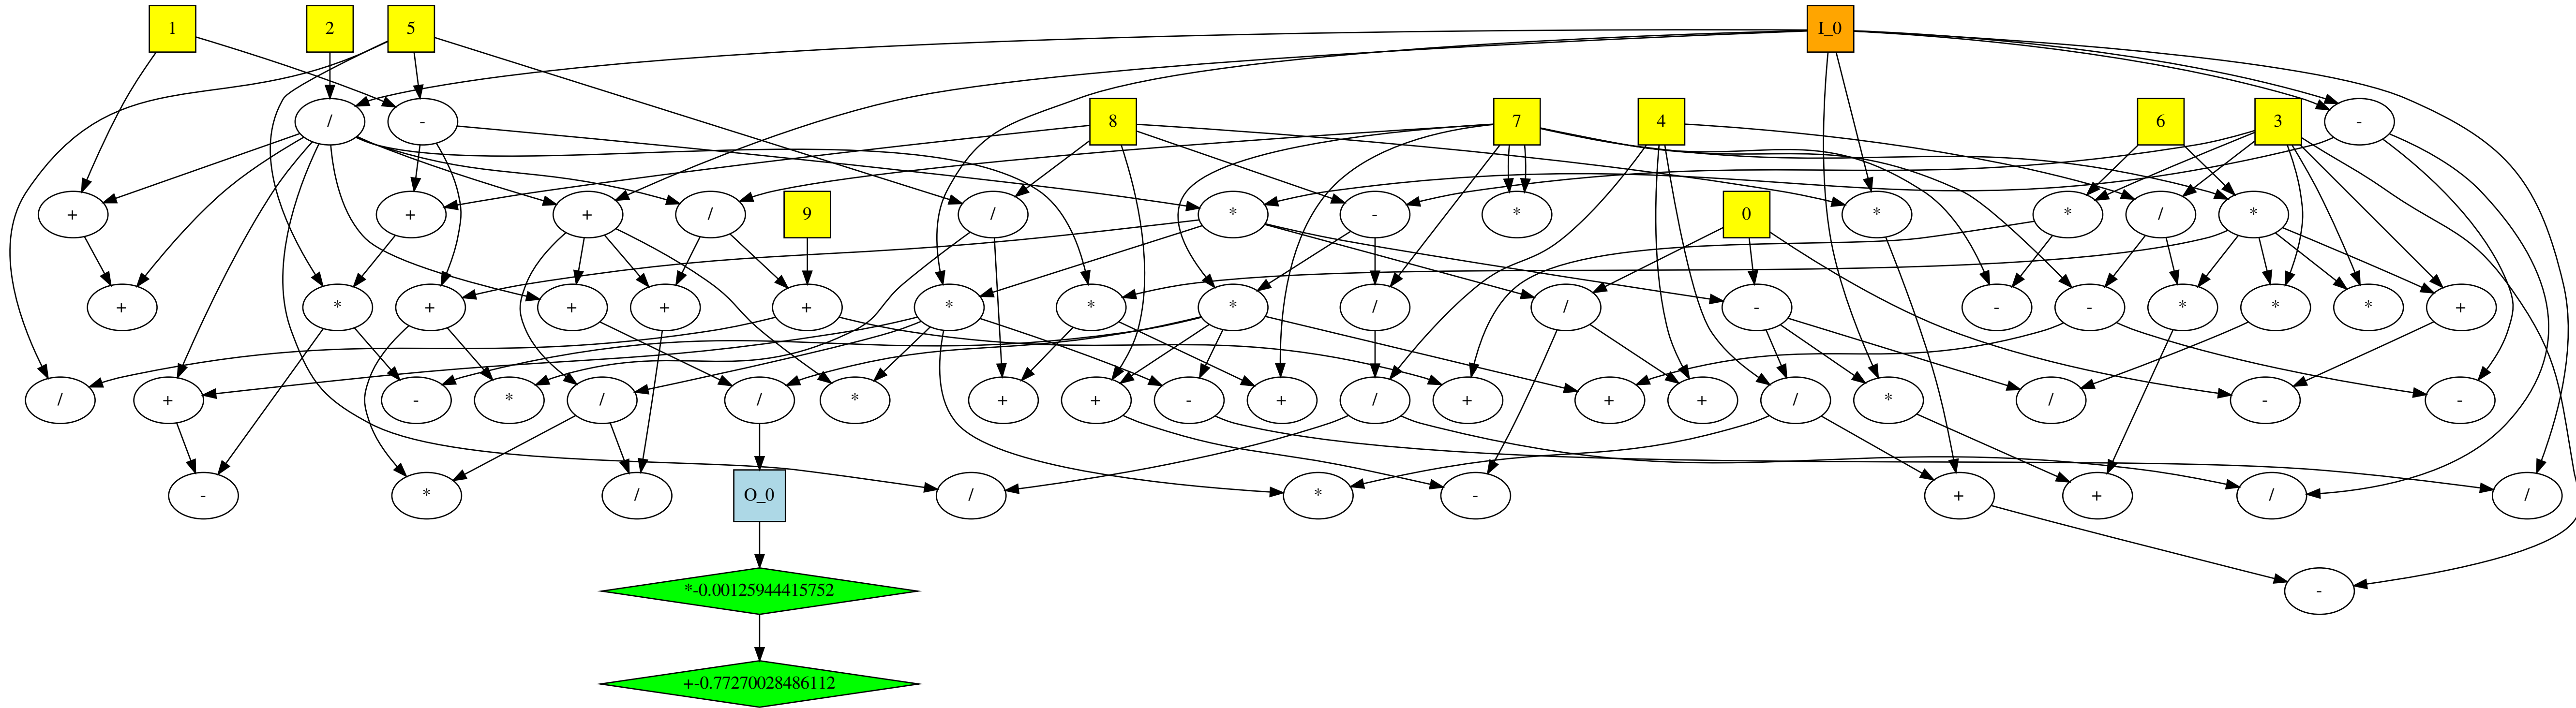 1 2 5 I_0
/ - 8 7 4 6 3 -
+ + + / 9 / * - * 0 * * / *
+ * + + + + * * * / / - - - * * * +
/ + - * / / * + + - + / + + + / * / - -
- * / O_0 / * - + + / /
*-0.00125944415752 -
+-0.77270028486112